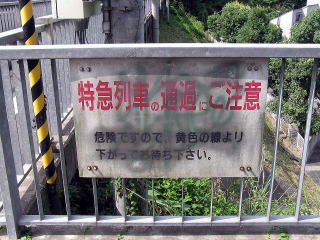 特急列車の通過にご注意
危険ですので、黄色の線より
下がってお待ち下さい。